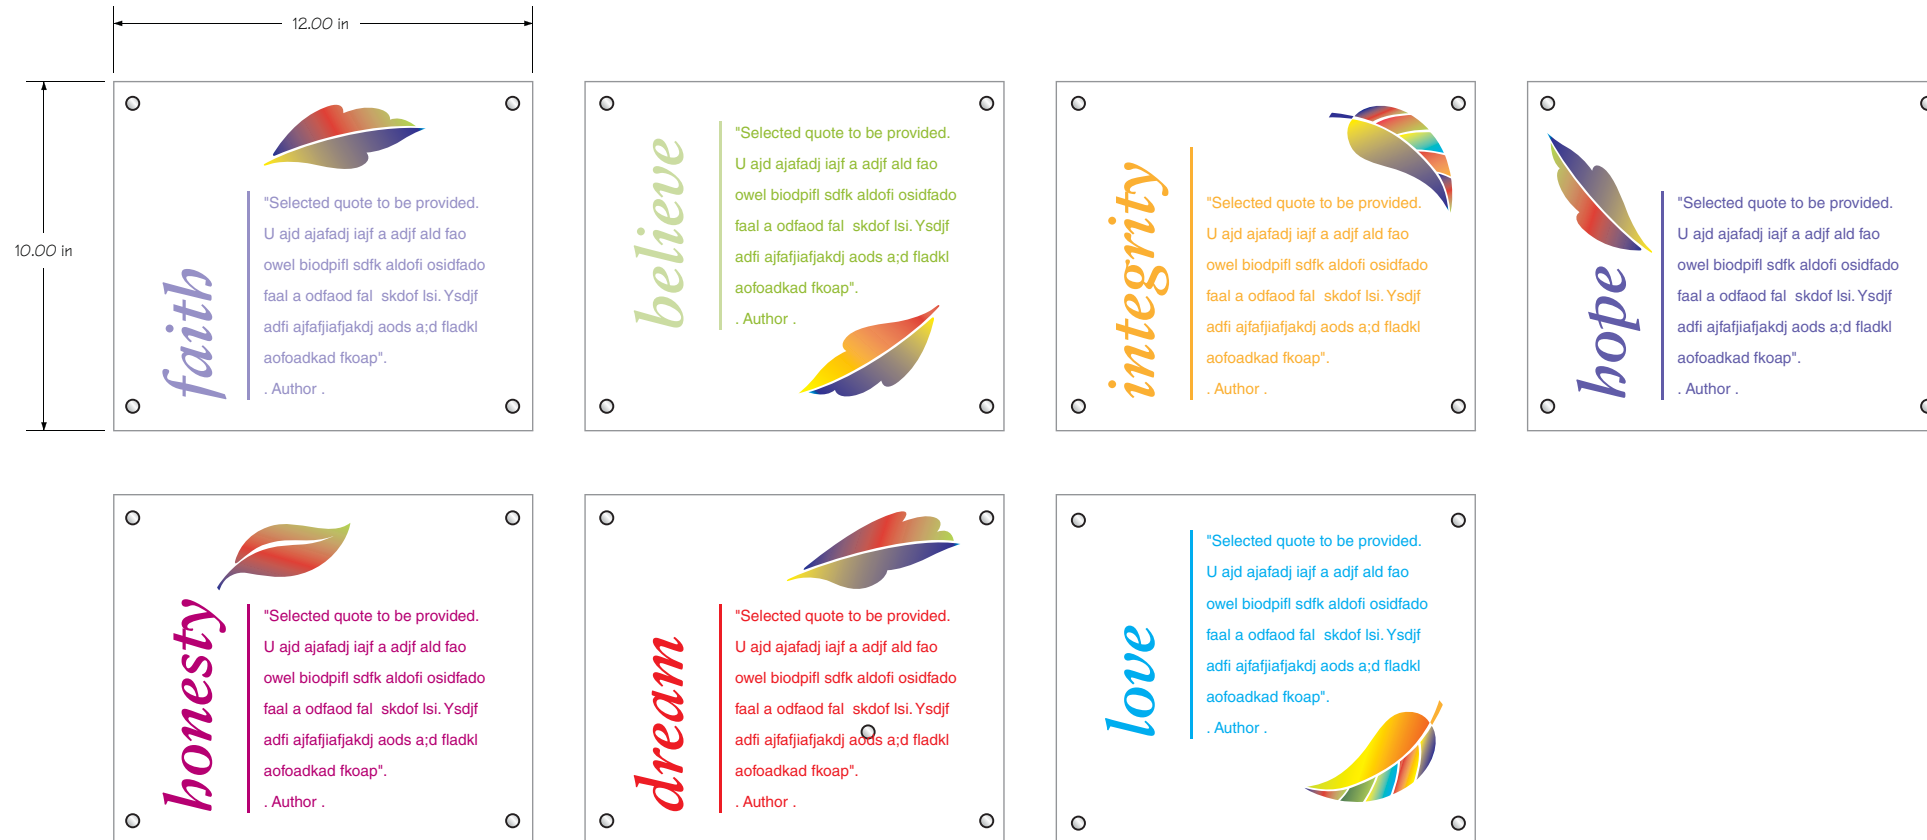 12.00 in
10.00 in
faith
"Selected quote to be provided.
U ajd ajafadj iajf a adjf ald fao
owel biodpifl sdfk aldofi osidfado
faal a odfaod fal  skdof lsi. Ysdjf
adfi ajfafjiafjakdj aods a;d fladkl
aofoadkad fkoap".
. Author .
believe
"Selected quote to be provided.
U ajd ajafadj iajf a adjf ald fao
owel biodpifl sdfk aldofi osidfado
faal a odfaod fal  skdof lsi. Ysdjf
adfi ajfafjiafjakdj aods a;d fladkl
aofoadkad fkoap".
. Author .
integrity
"Selected quote to be provided.
U ajd ajafadj iajf a adjf ald fao
owel biodpifl sdfk aldofi osidfado
faal a odfaod fal  skdof lsi. Ysdjf
adfi ajfafjiafjakdj aods a;d fladkl
aofoadkad fkoap".
. Author .
hope
"Selected quote to be provided.
U ajd ajafadj iajf a adjf ald fao
owel biodpifl sdfk aldofi osidfado
faal a odfaod fal  skdof lsi. Ysdjf
adfi ajfafjiafjakdj aods a;d fladkl
aofoadkad fkoap".
. Author .
honesty
"Selected quote to be provided.
U ajd ajafadj iajf a adjf ald fao
owel biodpifl sdfk aldofi osidfado
faal a odfaod fal  skdof lsi. Ysdjf
adfi ajfafjiafjakdj aods a;d fladkl
aofoadkad fkoap".
. Author .
dream
"Selected quote to be provided.
U ajd ajafadj iajf a adjf ald fao
owel biodpifl sdfk aldofi osidfado
faal a odfaod fal  skdof lsi. Ysdjf
adfi ajfafjiafjakdj aods a;d fladkl
aofoadkad fkoap".
. Author .
love
"Selected quote to be provided.
U ajd ajafadj iajf a adjf ald fao
owel biodpifl sdfk aldofi osidfado
faal a odfaod fal  skdof lsi. Ysdjf
adfi ajfafjiafjakdj aods a;d fladkl
aofoadkad fkoap".
. Author .